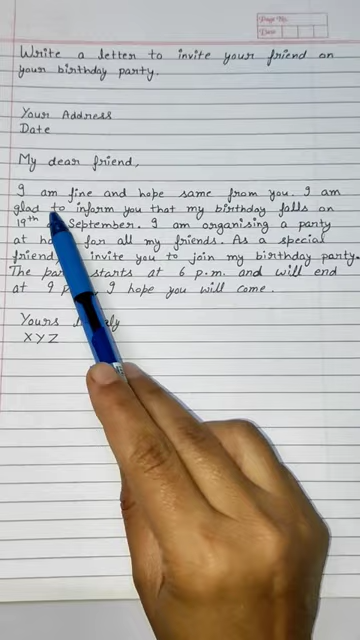 Page No.
Date
Write a letter to invite your friend on
your birthday party.
Your Address
Date
My dear friend,
I am fine and hope same from you. I am
glad to inform you that my birthday falls on
19th September. I am organising a party
at for all my friends. As a special
friend, invite you to join my birthday party.
The starts at 6 p.m. and will end
at 9 I hope you will come.
Yours
XYZ